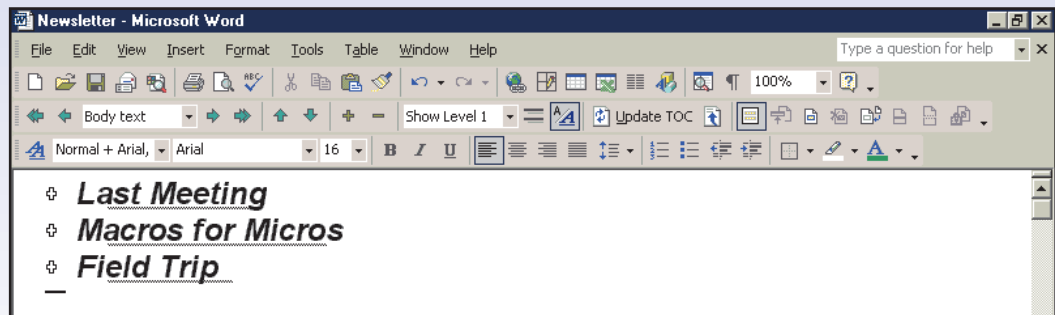 Newsletter - Microsoft Word
File Edit View Insert Format Tools Table Window Help Type a question for help
ABC 100%
Body text Show Level 1 Update TOC
Normal + Arial, Arial 16 B I U
Last Meeting
Macros for Micros
Field Trip